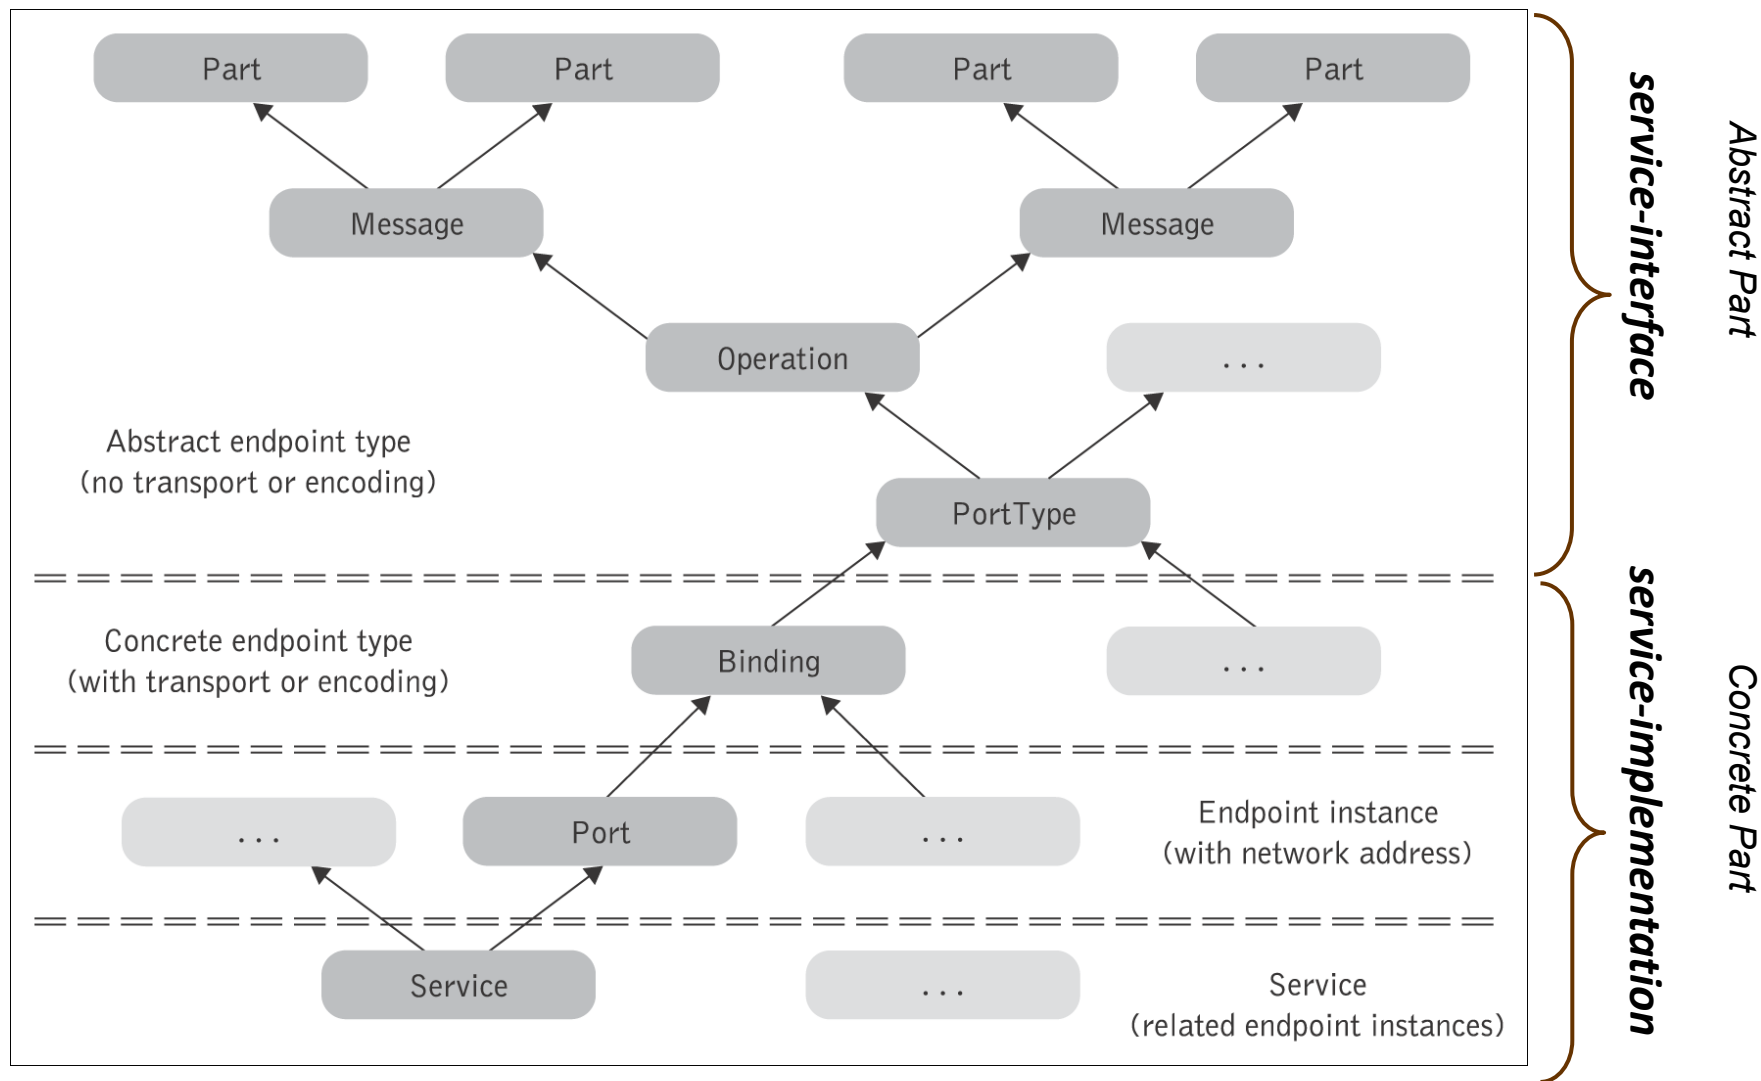 Part
Part
Part
Part
Message
Message
Operation
...
Abstract endpoint type
(no transport or encoding)
PortType
Concrete endpoint type
(with transport or encoding)
Binding
...
...
Port
...
Endpoint instance
(with network address)
Service
...
Service
(related endpoint instances)
service-interface
Abstract Part
service-implementation
Concrete Part